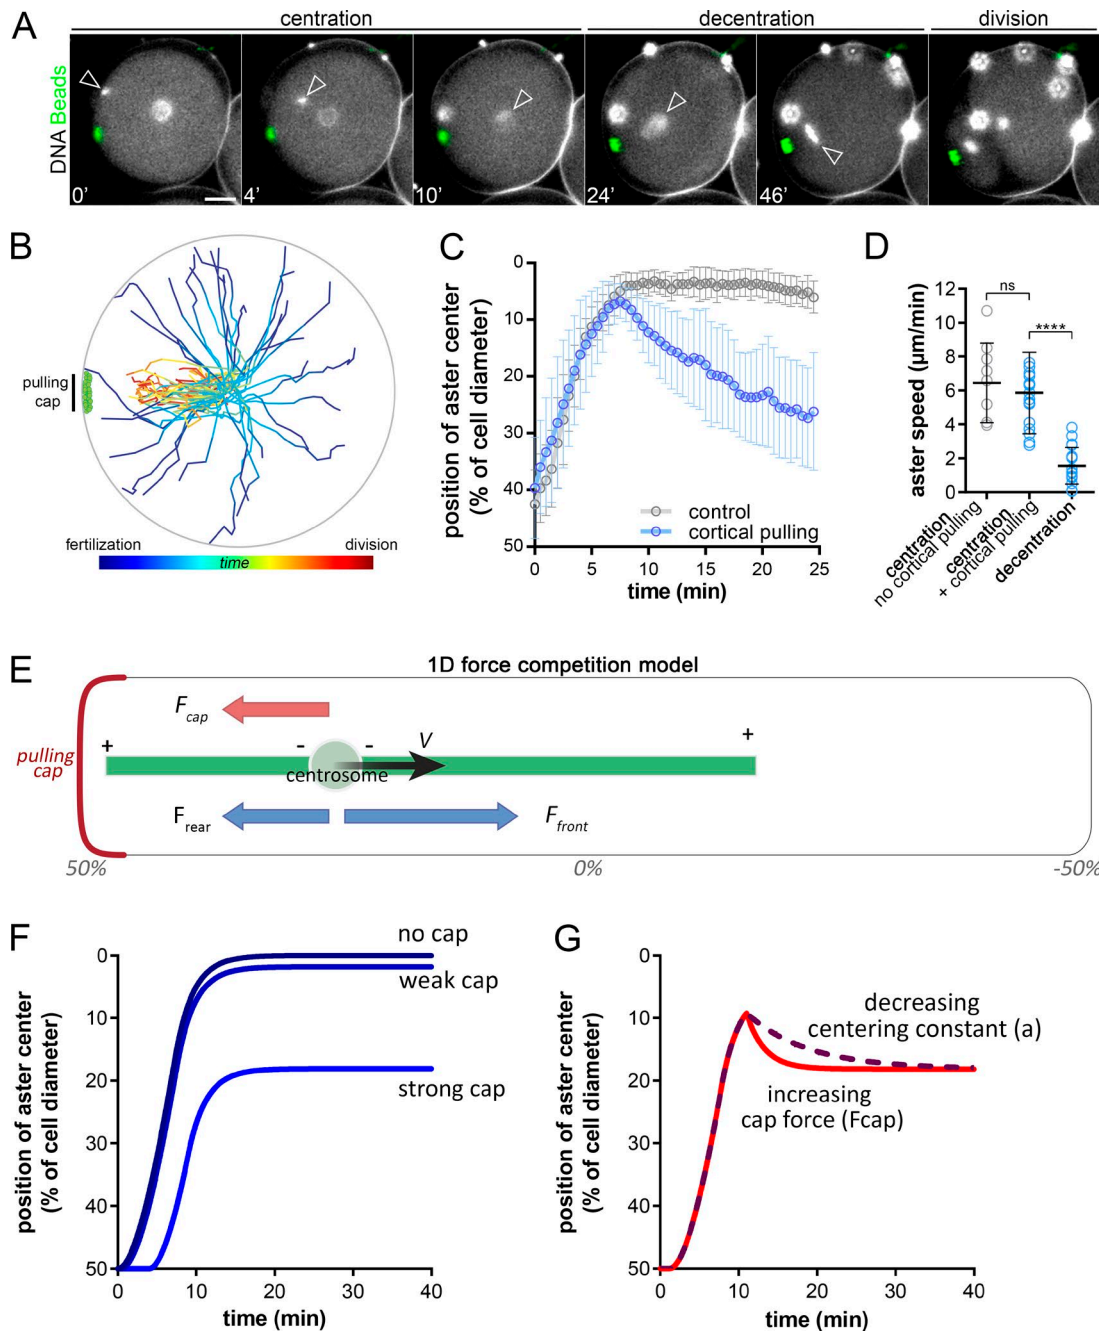 A
centration
decentration
division
DNA Beads
0'
4'
10'
24'
46'
B
pulling
cap
fertilization
division
time
C
position of aster center
(% of cell diameter)
0
10
20
30
40
50
0
5
10
15
20
25
time (min)
control
cortical pulling
D
aster speed (µm/min)
12
10
8
6
4
2
0
ns
****
centration
no cortical pulling
centration
+ cortical pulling
decentration
E
1D force competition model
pulling
cap
Fcap
+
-
-
V
+
centrosome
Frear
Ffront
50%
0%
-50%
F
position of aster center
(% of cell diameter)
0
10
20
30
40
50
0
10
20
30
40
time (min)
no cap
weak cap
strong cap
G
position of aster center
(% of cell diameter)
0
10
20
30
40
50
0
10
20
30
40
time (min)
decreasing
centering constant (a)
increasing
cap force (Fcap)